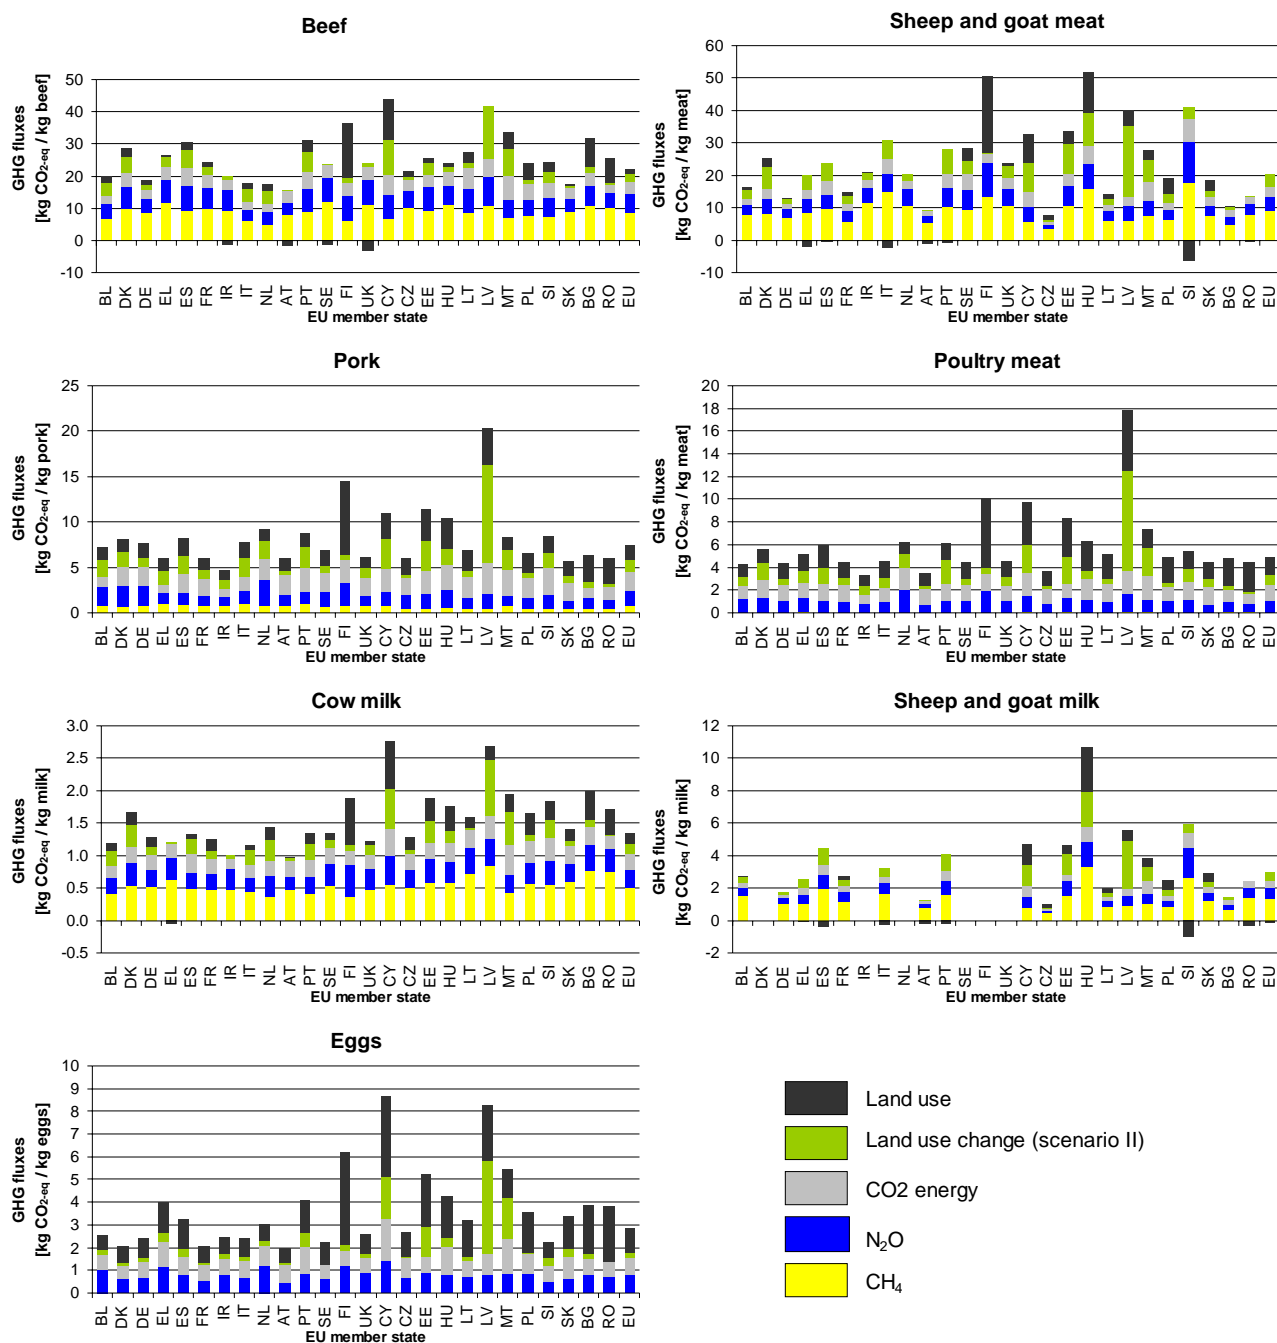 Beef
GHG fluxes
[kg CO2-eq / kg beef]
50
40
30
20
10
0
-10
BL DK DE EL ES FR IR IT NL AT PT SE FI UK CY CZ EE HU LT LV MT PL SI SK BG RO EU
EU member state
Sheep and goat meat
GHG fluxes
[kg CO2-eq / kg meat]
60
50
40
30
20
10
0
-10
BL DK DE EL ES FR IR IT NL AT PT SE FI UK CY CZ EE HU LT LV MT PL SI SK BG RO EU
EU member state
Pork
GHG fluxes
[kg CO2-eq / kg pork]
25
20
15
10
5
0
BL DK DE EL ES FR IR IT NL AT PT SE FI UK CY CZ EE HU LT LV MT PL SI SK BG RO EU
EU member state
Poultry meat
GHG fluxes
[kg CO2-eq / kg meat]
20
18
16
14
12
10
8
6
4
2
0
BL DK DE EL ES FR IR IT NL AT PT SE FI UK CY CZ EE HU LT LV MT PL SI SK BG RO EU
EU member state
Cow milk
GHG fluxes
[kg CO2-eq / kg milk]
3.0
2.5
2.0
1.5
1.0
0.5
0.0
-0.5
BL DK DE EL ES FR IR IT NL AT PT SE FI UK CY CZ EE HU LT LV MT PL SI SK BG RO EU
EU member state
Sheep and goat milk
GHG fluxes
[kg CO2-eq / kg milk]
12
10
8
6
4
2
0
-2
BL DK DE EL ES FR IR IT NL AT PT SE FI UK CY CZ EE HU LT LV MT PL SI SK BG RO EU
EU member state
Eggs
GHG fluxes
[kg CO2-eq / kg eggs]
10
9
8
7
6
5
4
3
2
1
0
BL DK DE EL ES FR IR IT NL AT PT SE FI UK CY CZ EE HU LT LV MT PL SI SK BG RO EU
EU member state
Land use
Land use change (scenario II)
CO2 energy
N₂O
CH₄